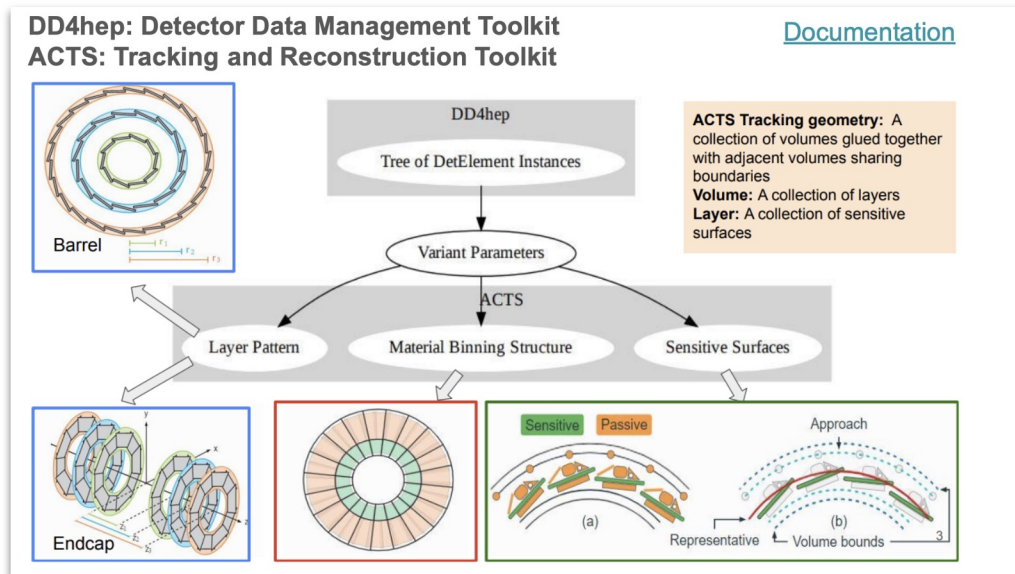 DD4hep: Detector Data Management Toolkit
ACTS: Tracking and Reconstruction Toolkit
Documentation
Barrel
r1
r2
r3
DD4hep
Tree of DetElement Instances
Variant Parameters
ACTS
Layer Pattern
Material Binning Structure
Sensitive Surfaces
ACTS Tracking geometry: A
collection of volumes glued together
with adjacent volumes sharing
boundaries
Volume: A collection of layers
Layer: A collection of sensitive
surfaces
y
x
z
z1
z2
z3
Endcap
Sensitive
Passive
(a)
Approach
(b)
Representative
Volume bounds
3